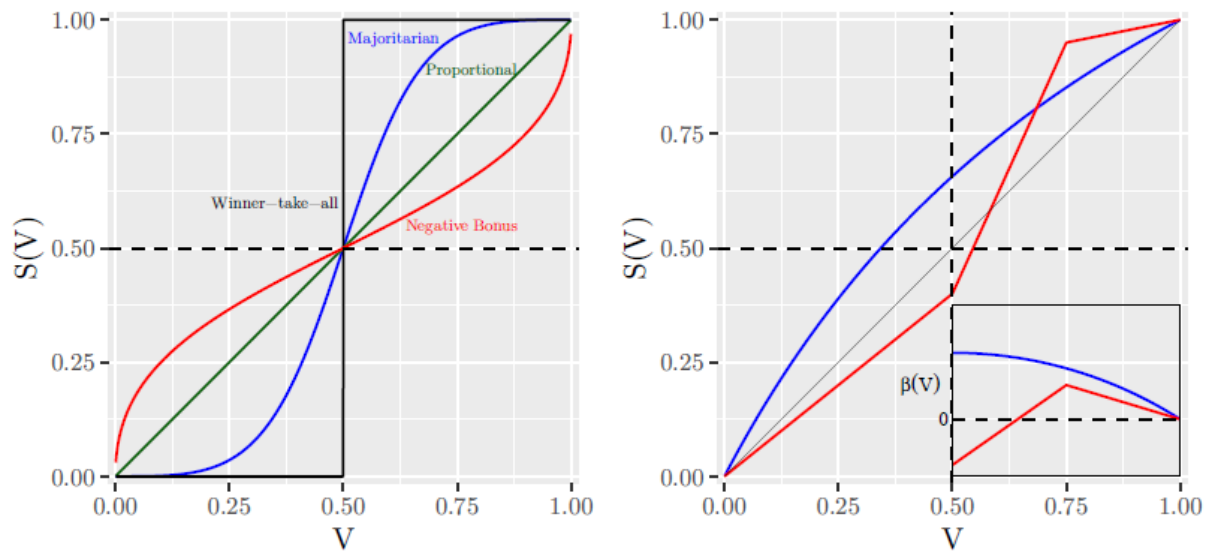 1.00
0.75
0.50
0.25
0.00
S(V)
Majoritarian
Proportional
Winner−take−all
Negative Bonus
0.00 0.25 0.50 0.75 1.00
V
1.00
0.75
0.50
0.25
0.00
S(V)
β(V)
0
0.00 0.25 0.50 0.75 1.00
V